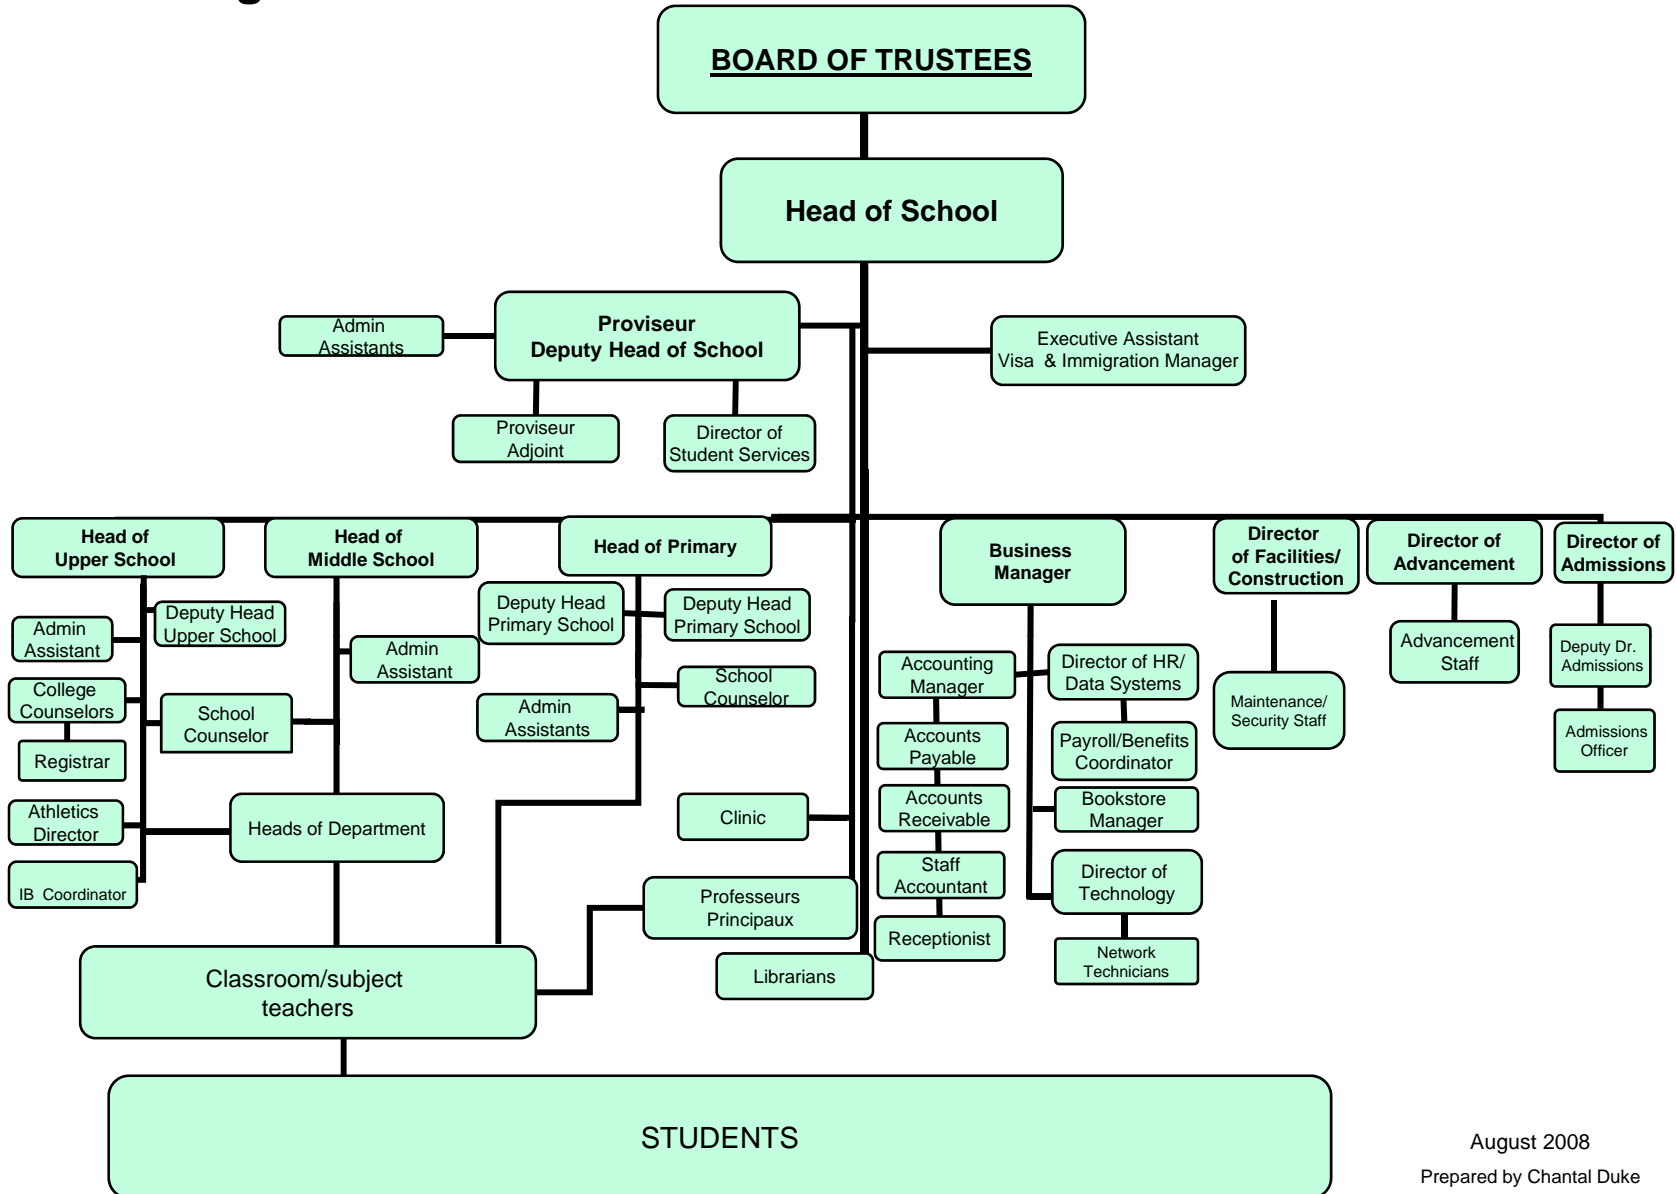 BOARD OF TRUSTEES
Head of School
Admin
Assistants
Proviseur
Deputy Head of School
Executive Assistant
Visa & Immigration Manager
Proviseur
Adjoint
Director of
Student Services
Head of
Upper School
Head of
Middle School
Head of Primary
Business
Manager
Director
of Facilities/
Construction
Director of
Advancement
Director of
Admissions
Admin
Assistant
Deputy Head
Upper School
College
Counselors
School
Counselor
Registrar
Athletics
Director
IB Coordinator
Admin
Assistant
Heads of Department
Deputy Head
Primary School
Deputy Head
Primary School
School
Counselor
Admin
Assistants
Clinic
Professeurs
Principaux
Librarians
Accounting
Manager
Director of HR/
Data Systems
Accounts
Payable
Payroll/Benefits
Coordinator
Accounts
Receivable
Bookstore
Manager
Staff
Accountant
Director of
Technology
Receptionist
Network
Technicians
Maintenance/
Security Staff
Advancement
Staff
Deputy Dr.
Admissions
Admissions
Officer
Classroom/subject
teachers
STUDENTS
August 2008
Prepared by Chantal Duke